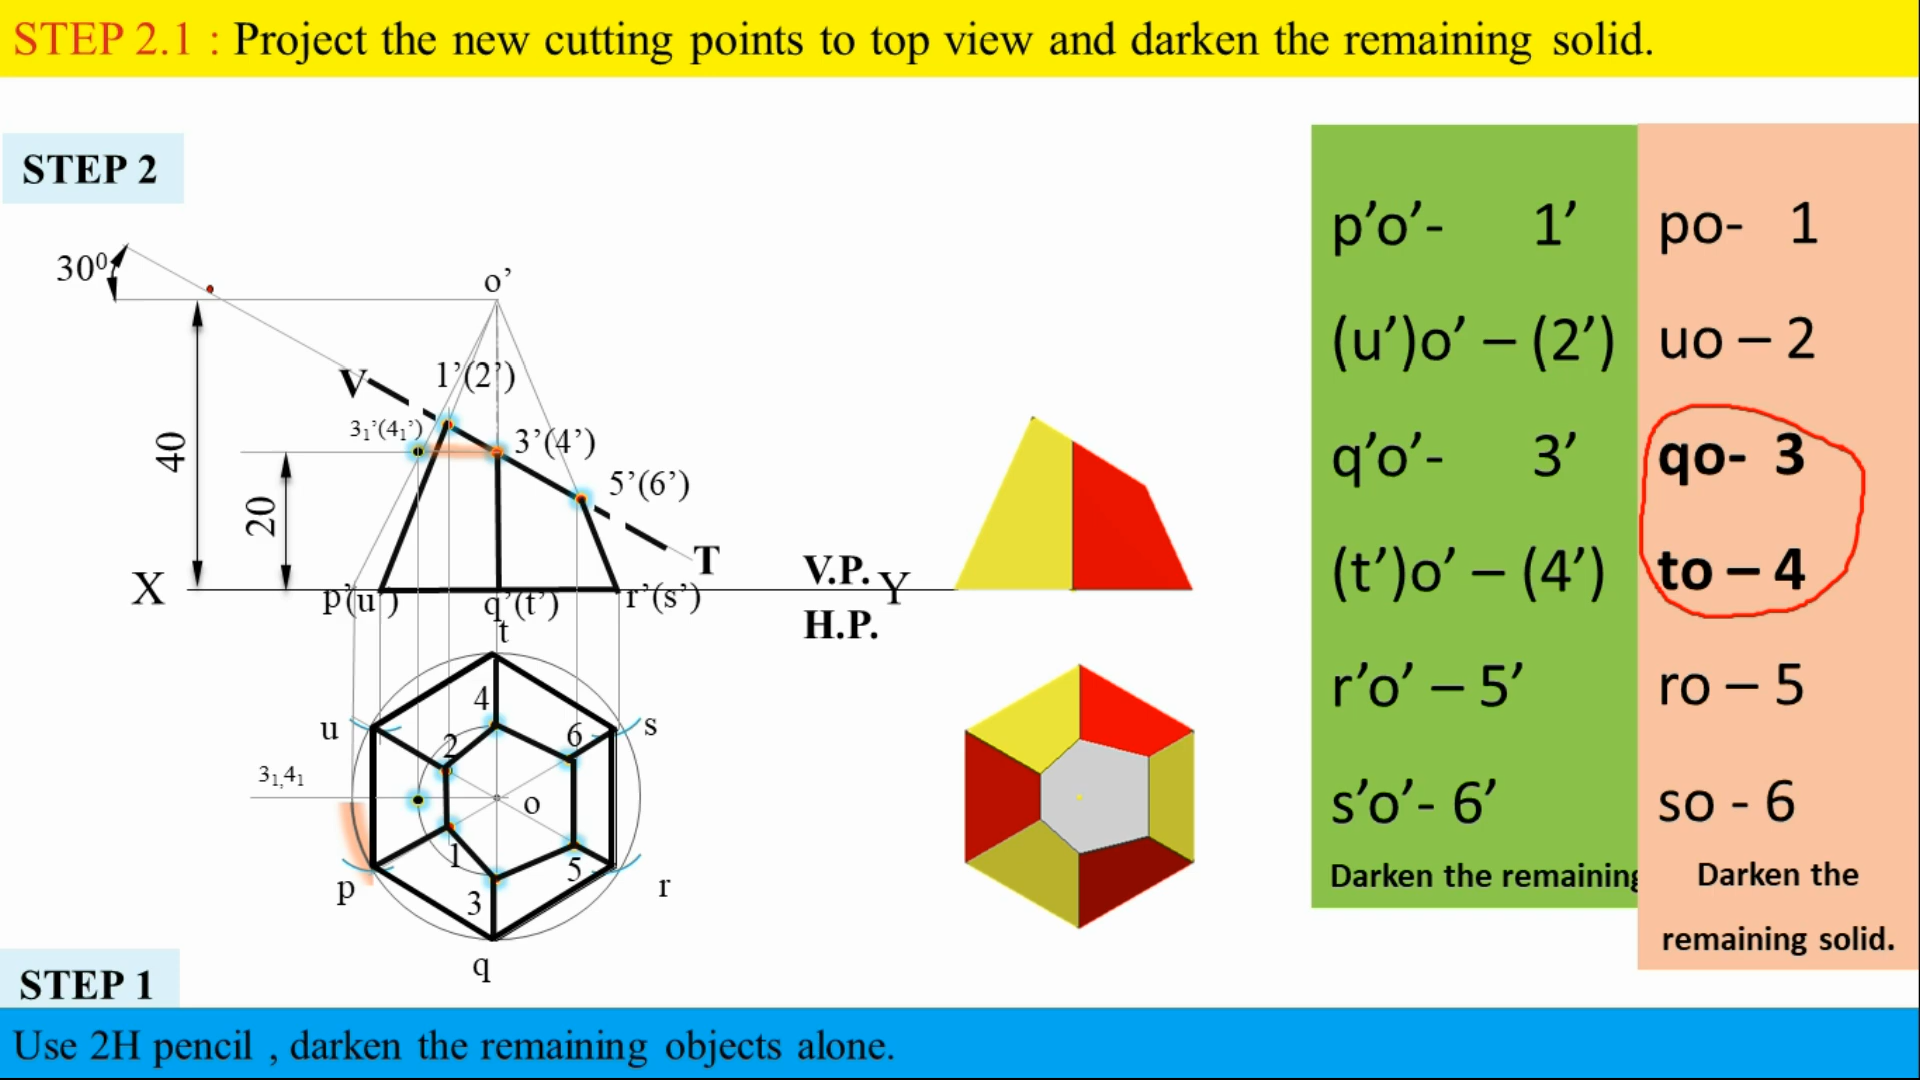 STEP 2.1 : Project the new cutting points to top view and darken the remaining solid.
STEP 2
30⁰
o’
V
1’(2’)
3₁’(4₁’)
3’(4’)
5’(6’)
40
20
T
X
p’(u’)
q’(t’)
r’(s’)
V.P.
Y
H.P.
t
4
u
2
6
s
3₁,4₁
o
1
5
p
3
r
q
p’o’- 1’
(u’)o’ – (2’)
q’o’- 3’
(t’)o’ – (4’)
r’o’ – 5’
s’o’- 6’
Darken the remaining
po- 1
uo – 2
qo- 3
to – 4
ro – 5
so - 6
Darken the
remaining solid.
STEP 1
Use 2H pencil , darken the remaining objects alone.